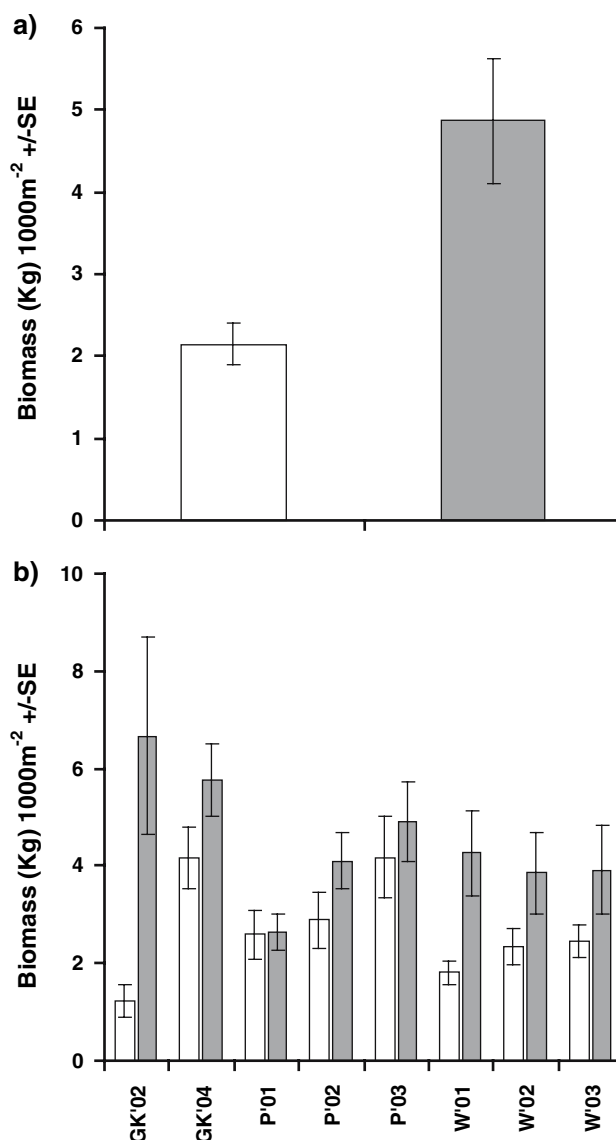 a)
Biomass (Kg) 1000m⁻² +/-SE
6
5
4
3
2
1
0
b)
Biomass (Kg) 1000m⁻² +/-SE
10
8
6
4
2
0
GK'02
GK'04
P'01
P'02
P'03
W'01
W'02
W'03